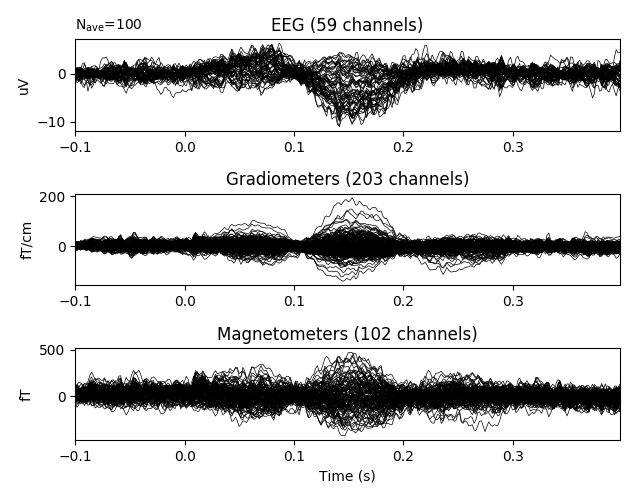 N_ave=100
EEG (59 channels)
uV
0
−10
−0.1 0.0 0.1 0.2 0.3
Gradiometers (203 channels)
fT/cm
200
0
−0.1 0.0 0.1 0.2 0.3
Magnetometers (102 channels)
fT
500
0
−0.1 0.0 0.1 0.2 0.3
Time (s)